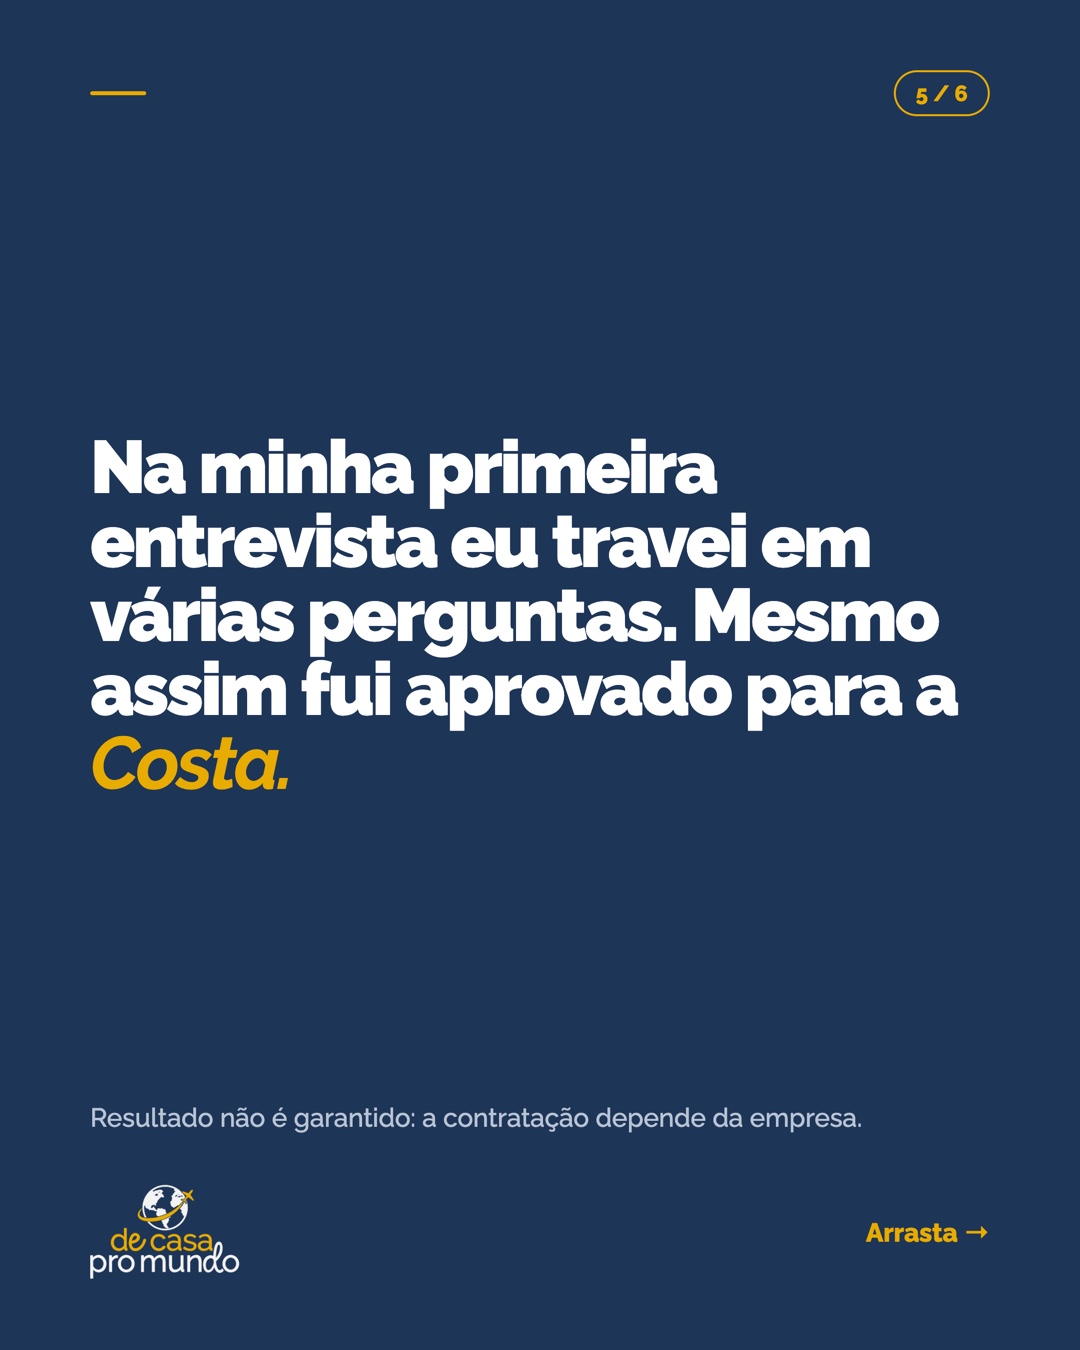 5 / 6
Na minha primeira
entrevista eu travei em
várias perguntas. Mesmo
assim fui aprovado para a
Costa.
Resultado não é garantido: a contratação depende da empresa.
de casa
pro mundo
Arrasta →